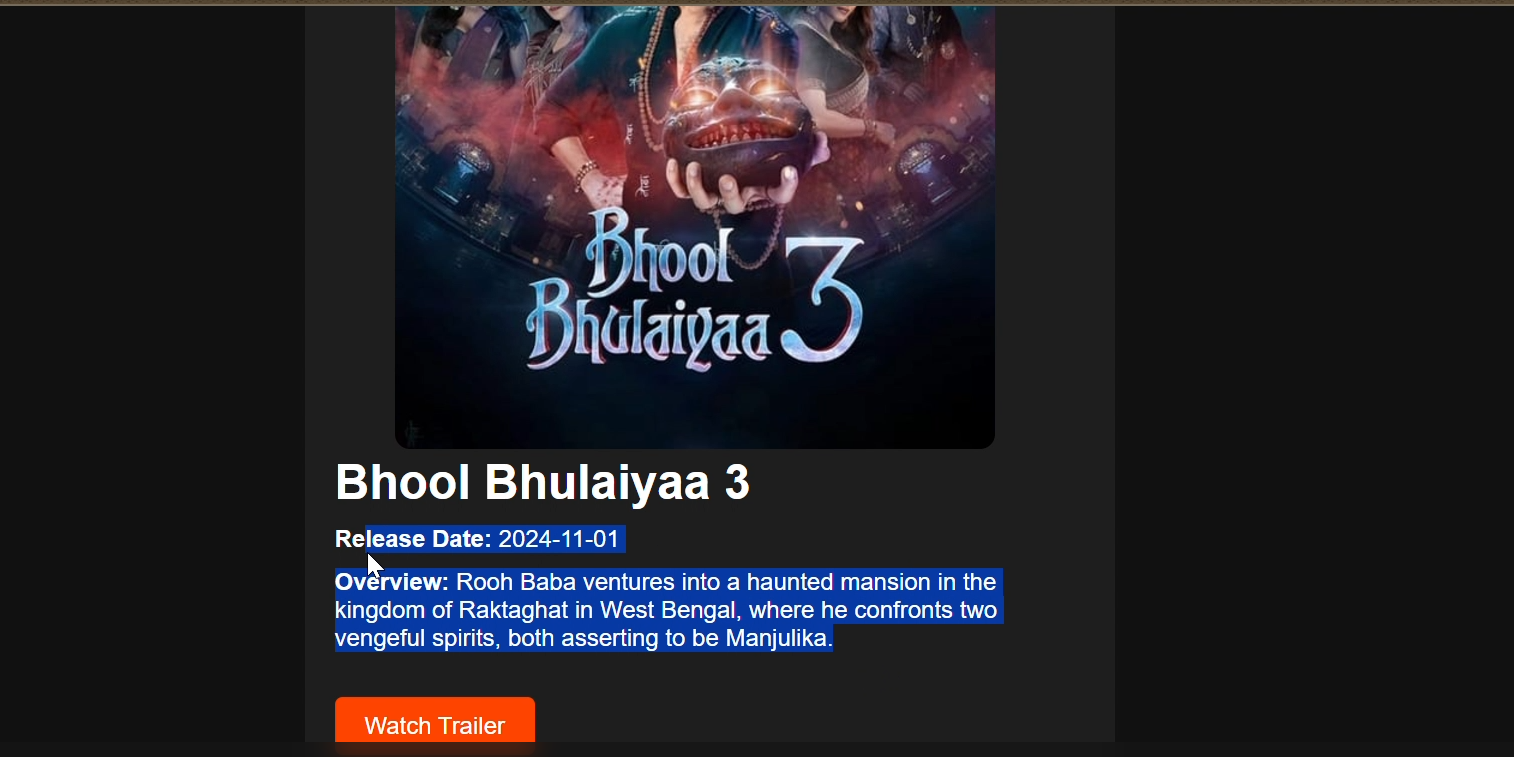 Bhool
Bhulaiyaa 3
Bhool Bhulaiyaa 3
Release Date: 2024-11-01
Overview: Rooh Baba ventures into a haunted mansion in the
kingdom of Raktaghat in West Bengal, where he confronts two
vengeful spirits, both asserting to be Manjulika.
Watch Trailer